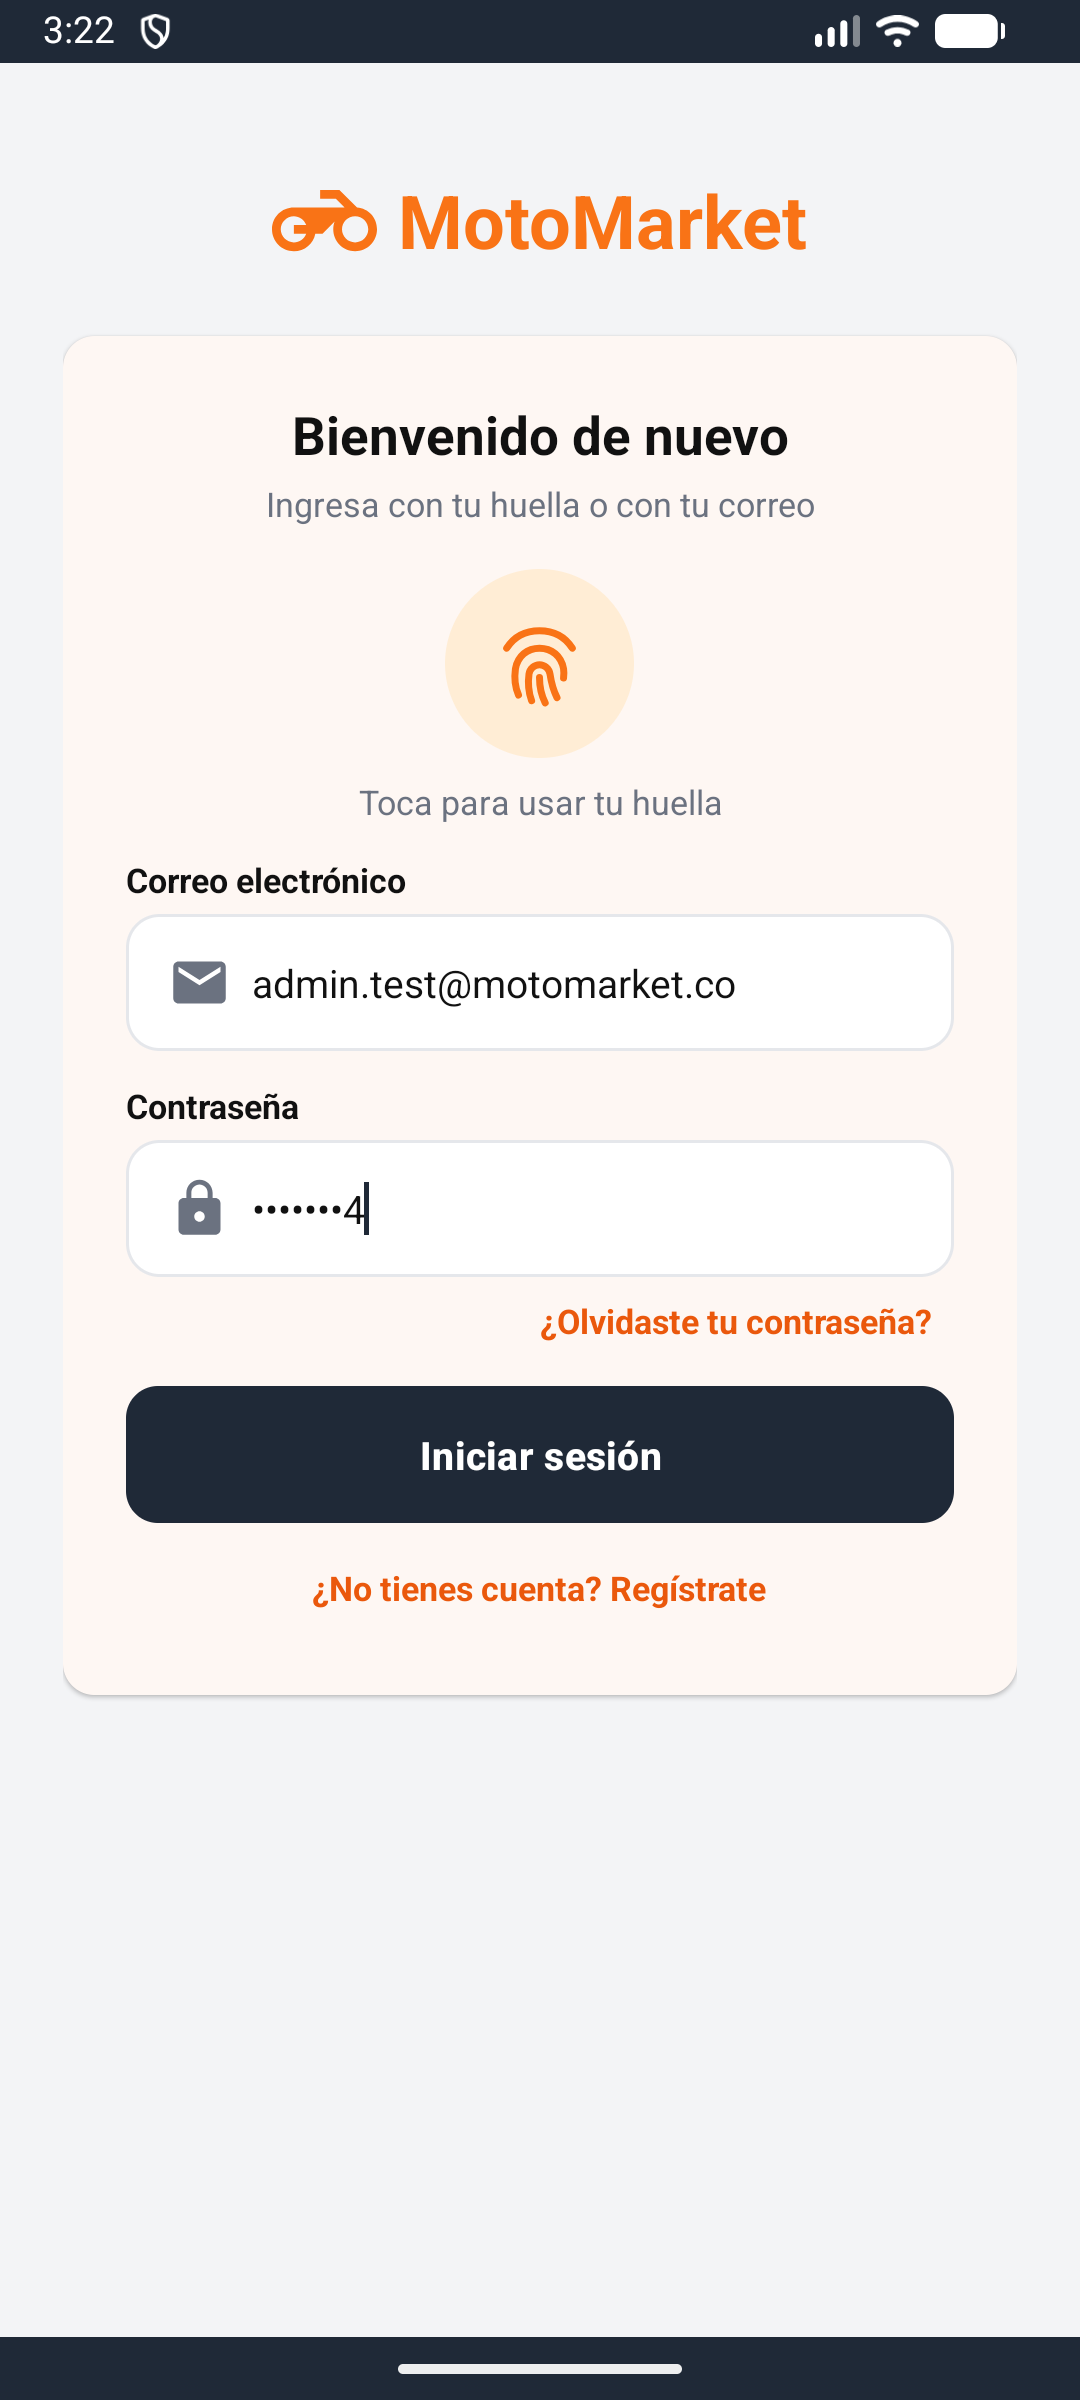 3:22
MotoMarket
Bienvenido de nuevo
Ingresa con tu huella o con tu correo
Toca para usar tu huella
Correo electrónico
admin.test@motomarket.co
Contraseña
•••••••4
¿Olvidaste tu contraseña?
Iniciar sesión
¿No tienes cuenta? Regístrate